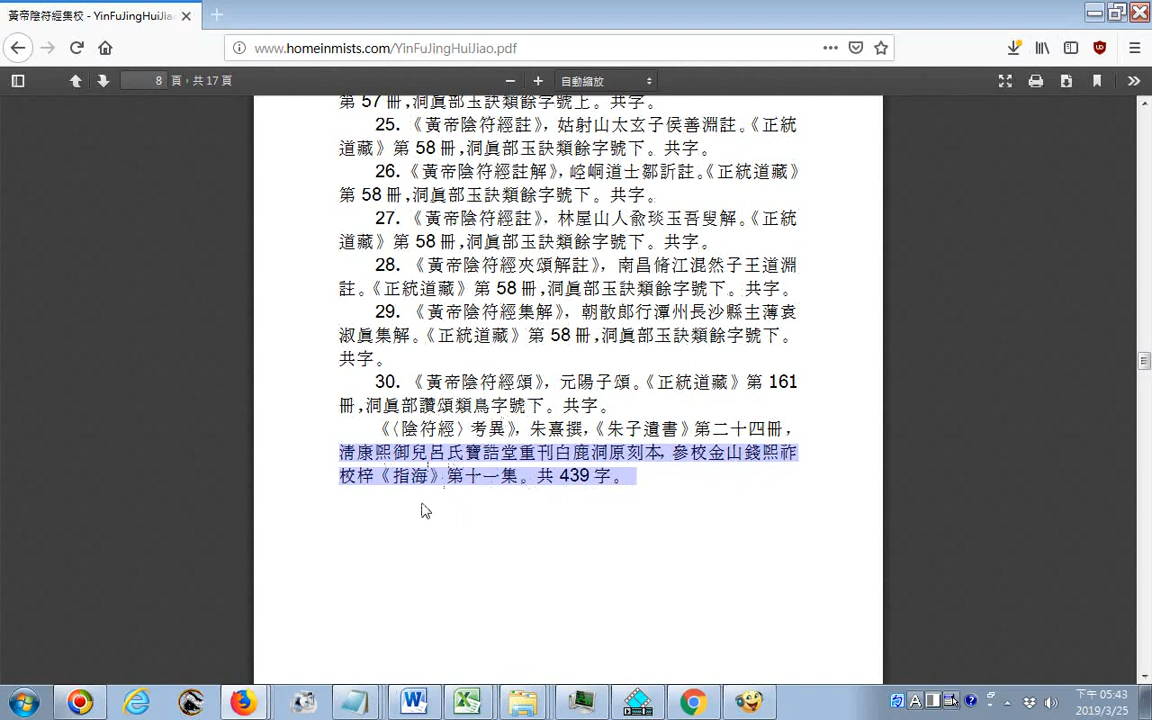 黃帝陰符經集校 - YinFuJingHuiJia
www.homeinmists.com/YinFuJingHuiJiao.pdf
8 頁，共 17 頁
自動縮放
第 57 冊，洞眞部玉訣類餘字號上。共字。
25. 《黃帝陰符經註》，姑射山太玄子侯善淵註。《正統
道藏》第 58 冊，洞眞部玉訣類餘字號下。共字。
26. 《黃帝陰符經註解》，崆峒道士鄒訢註。《正統道藏》
第 58 冊，洞眞部玉訣類餘字號下。共字。
27. 《黃帝陰符經註》，林屋山人兪琰玉吾叟解。《正統
道藏》第 58 冊，洞眞部玉訣類餘字號下。共字。
28. 《黃帝陰符經夾頌解註》，南昌脩江混然子王道淵
註。《正統道藏》第 58 冊，洞眞部玉訣類餘字號下。共字。
29. 《黃帝陰符經集解》，朝散郎行潭州長沙縣主薄袁
淑眞集解。《正統道藏》第 58 冊，洞眞部玉訣類餘字號下。
共字。
30. 《黃帝陰符經頌》，元陽子頌。《正統道藏》第 161
冊，洞眞部讚頌類鳥字號下。共字。
《〈陰符經〉考異》，朱熹撰，《朱子遺書》第二十四冊，
清康熙御兒呂氏寶誥堂重刊白鹿洞原刻本，參校金山錢熙祚
校梓《指海》第十一集。共 439 字。
下午 05:43
2019/3/25